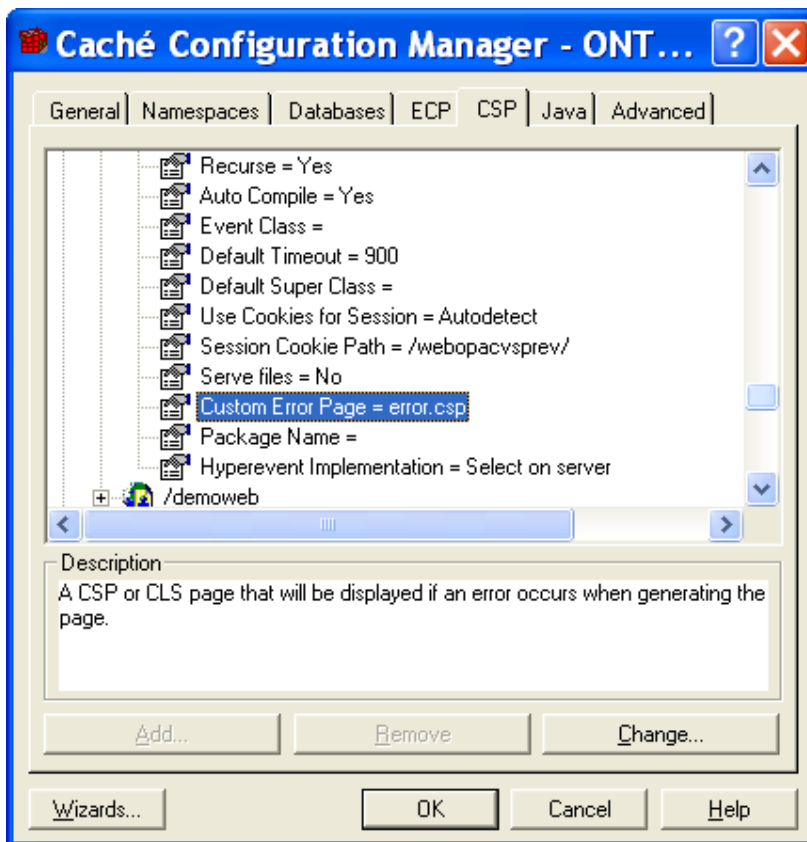 Caché Configuration Manager - ONT...
General Namespaces Databases ECP CSP Java Advanced
Recurse = Yes
Auto Compile = Yes
Event Class =
Default Timeout = 900
Default Super Class =
Use Cookies for Session = Autodetect
Session Cookie Path = /webopacvsprev/
Serve files = No
Custom Error Page = error.csp
Package Name =
Hyperevent Implementation = Select on server
/demoweb
Description
A CSP or CLS page that will be displayed if an error occurs when generating the
page.
Add... Remove Change...
Wizards... OK Cancel Help